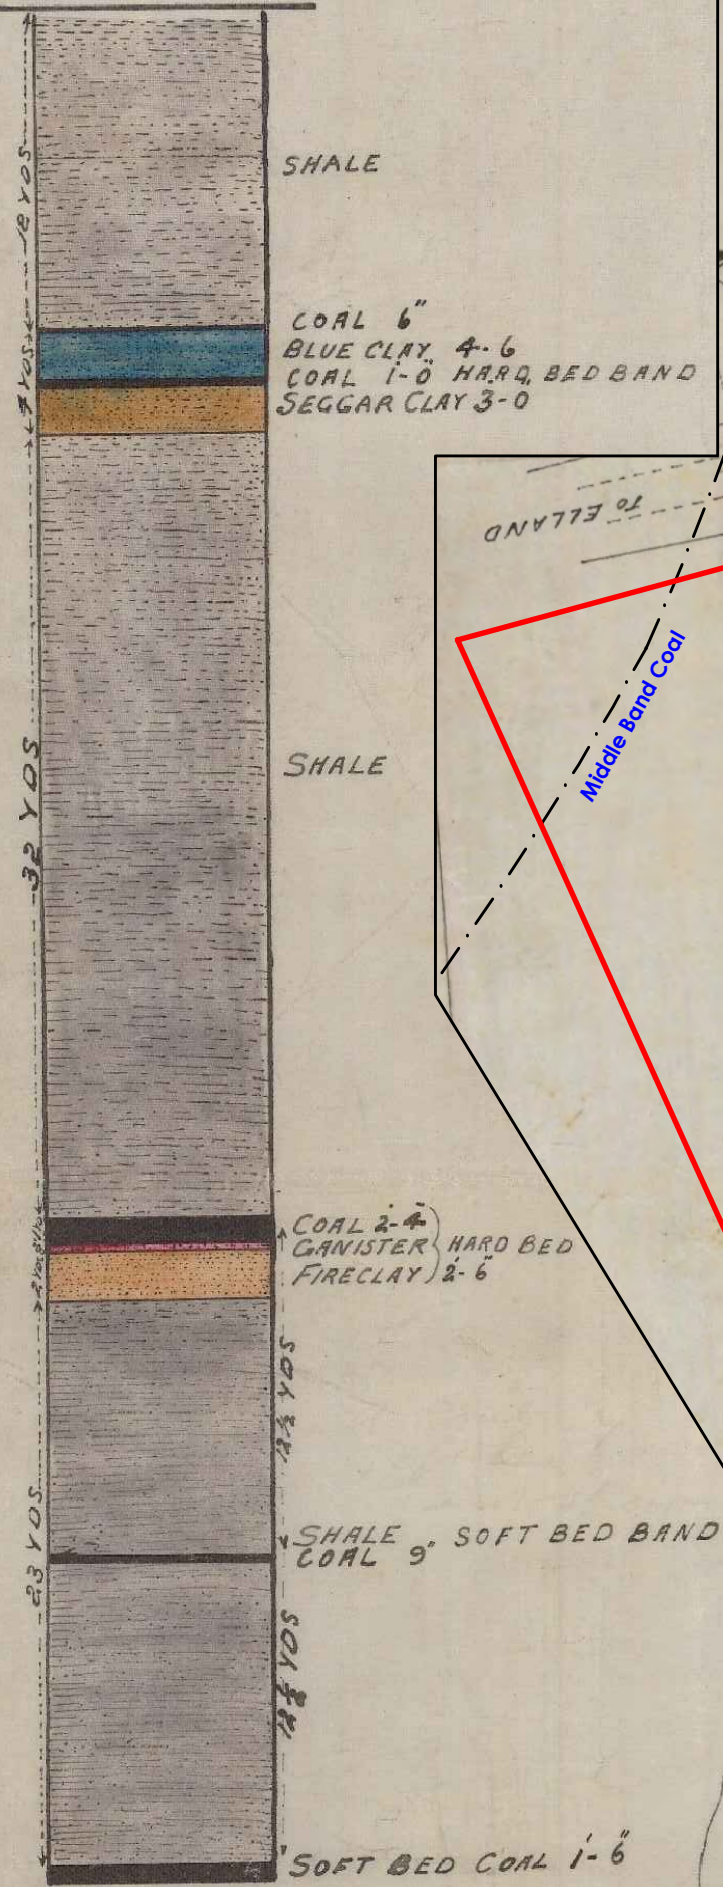 SHALE
18 YDS
COAL 6"
BLUE CLAY 4-6
COAL 1-0" HARD BED BAND
SEGGAR CLAY 3-0
YDS
TO ELLAND
Middle Band Coal
SHALE
32 YDS
COAL 2-4
GANISTER } HARD BED
FIRECLAY } 2-6"
12½ YDS
SHALE SOFT BED BAND
COAL 9"
23 YDS
YDS
SOFT BED COAL 1'-6"